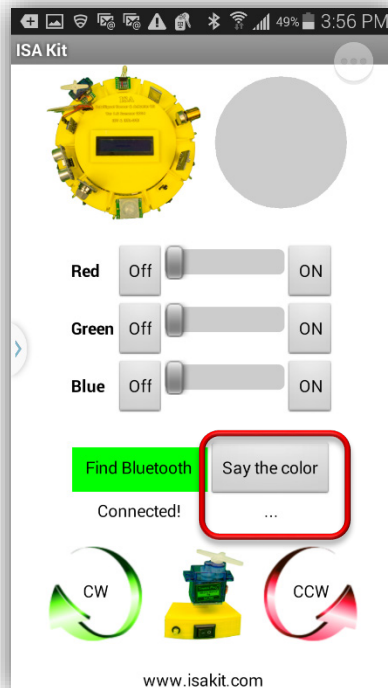 49% 3:56 PM
ISA Kit
Red Off ON
Green Off ON
Blue Off ON
Find Bluetooth Say the color
Connected! ...
CW CCW
www.isakit.com